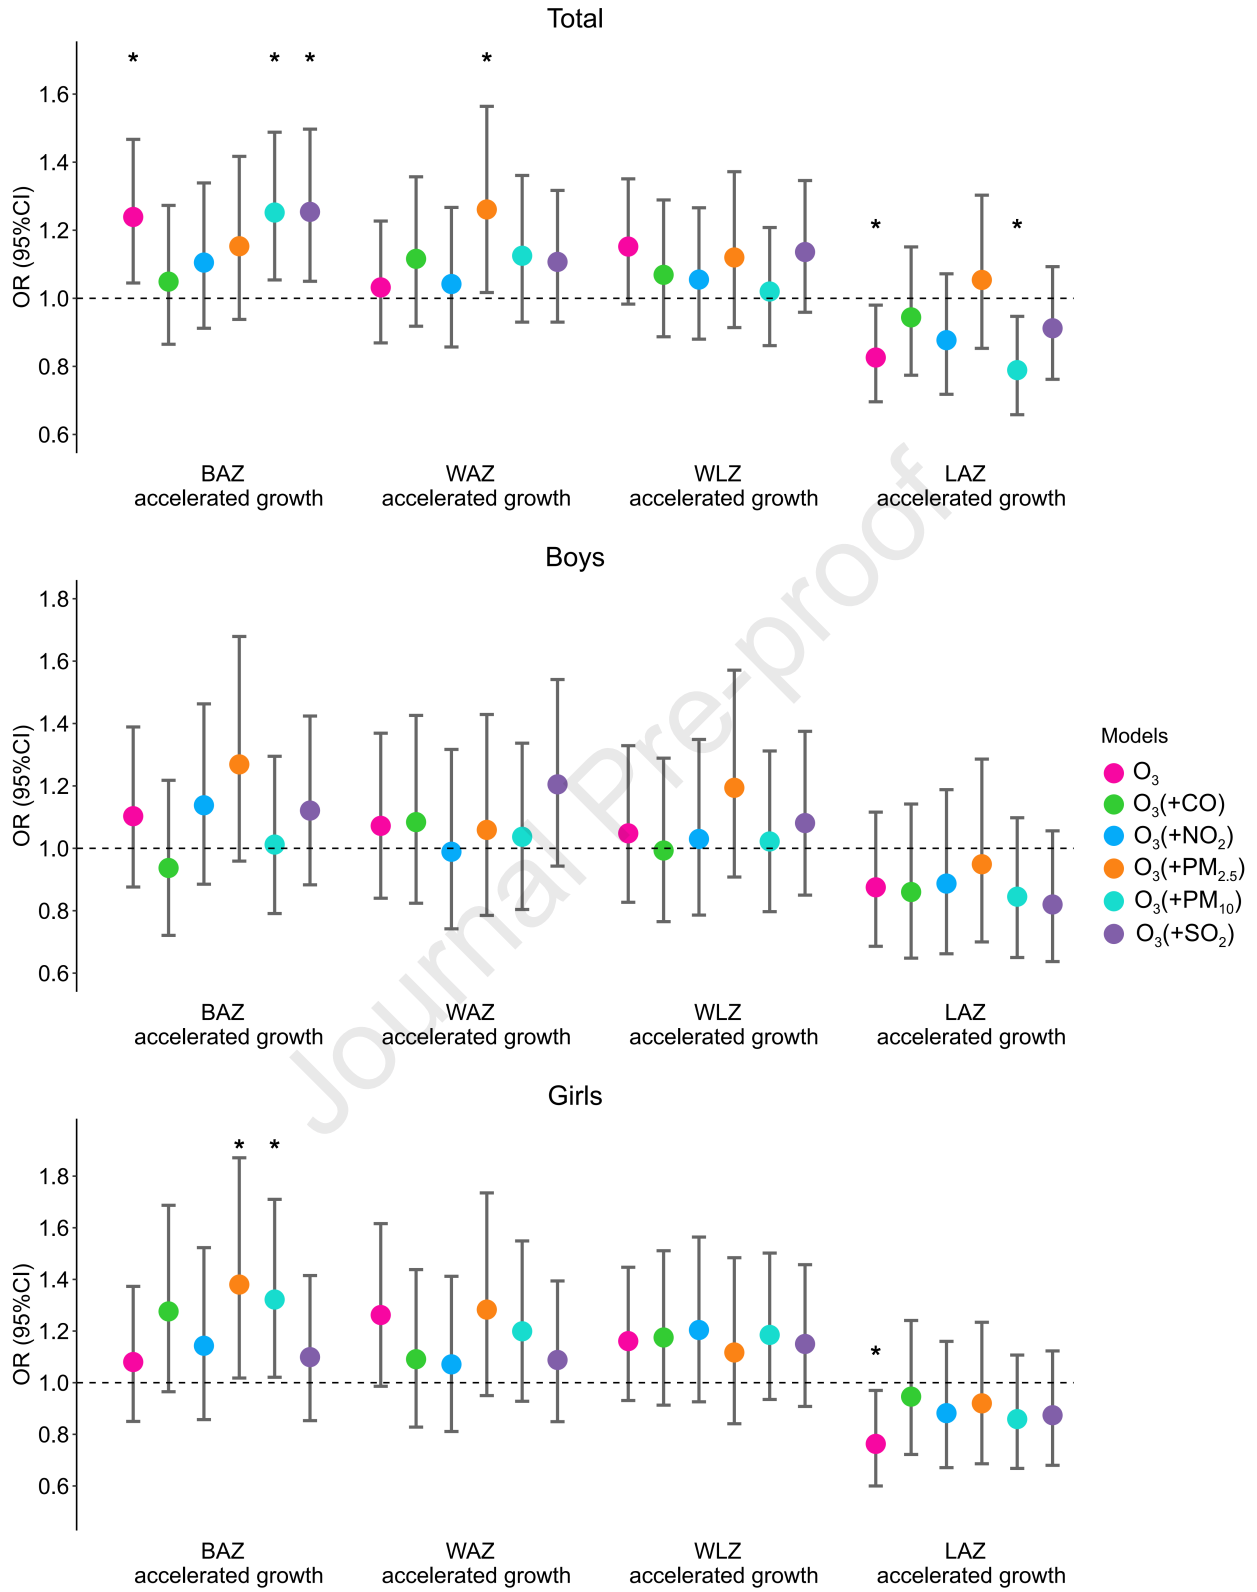 Total
* * * * * *
OR (95%CI)
1.6
1.4
1.2
1.0
0.8
0.6
BAZ
accelerated growth
WAZ
accelerated growth
WLZ
accelerated growth
LAZ
accelerated growth
Boys
OR (95%CI)
1.8
1.6
1.4
1.2
1.0
0.8
0.6
BAZ
accelerated growth
WAZ
accelerated growth
WLZ
accelerated growth
LAZ
accelerated growth
Models
O₃
O₃(+CO)
O₃(+NO₂)
O₃(+PM₂.₅)
O₃(+PM₁₀)
O₃(+SO₂)
Girls
* * *
OR (95%CI)
1.8
1.6
1.4
1.2
1.0
0.8
0.6
BAZ
accelerated growth
WAZ
accelerated growth
WLZ
accelerated growth
LAZ
accelerated growth
Journal Pre-proof